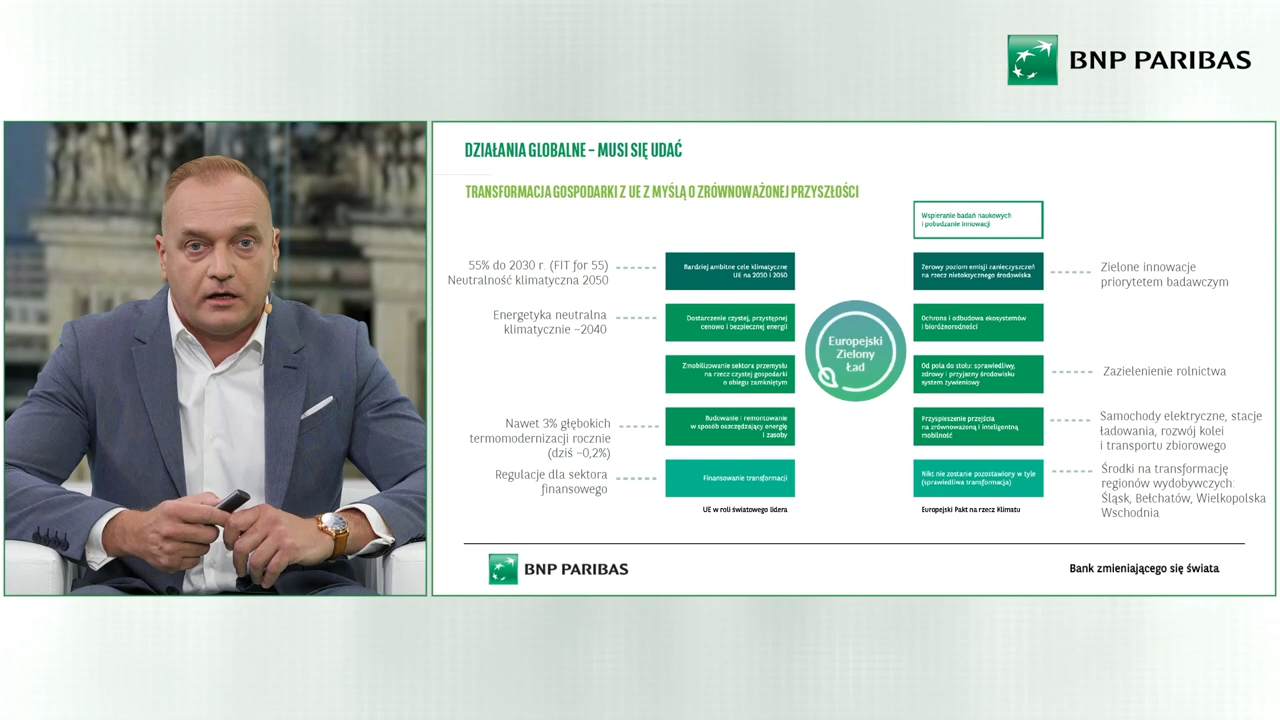 BNP PARIBAS
DZIAŁANIA GLOBALNE – MUSI SIĘ UDAĆ
TRANSFORMACJA GOSPODARKI Z UE Z MYŚLĄ O ZRÓWNOWAŻONEJ PRZYSZŁOŚCI
55% do 2030 r. (FIT for 55)
Neutralność klimatyczna 2050
Energetyka neutralna
klimatycznie ~2040
Nawet 3% głębokich
termomodernizacji rocznie
(dziś ~0,2%)
Regulacje dla sektora
finansowego
Bardziej ambitne cele klimatyczne
UE na 2030 i 2050
Dostarczenie czystej, przystępnej
cenowo i bezpiecznej energii
Zmobilizowanie sektora przemysłu
na rzecz czystej gospodarki
o obiegu zamkniętym
Budowanie i remontowanie
w sposób oszczędzający energię
i zasoby
Finansowanie transformacji
UE w roli światowego lidera
Europejski
Zielony
Ład
Wspieranie badań naukowych
i pobudzanie innowacji
Zerowy poziom emisji zanieczyszczeń
na rzecz nietoksycznego środowiska
Ochrona i odbudowa ekosystemów
i bioróżnorodności
Od pola do stołu: sprawiedliwy,
zdrowy i przyjazny środowisku
system żywieniowy
Przyspieszenie przejścia
na zrównoważoną i inteligentną
mobilność
Nikt nie zostanie pozostawiony w tyle
(sprawiedliwa transformacja)
Europejski Pakt na rzecz Klimatu
Zielone innowacje
priorytetem badawczym
Zazielenienie rolnictwa
Samochody elektryczne, stacje
ładowania, rozwój kolei
i transportu zbiorowego
Środki na transformację
regionów wydobywczych:
Śląsk, Bełchatów, Wielkopolska
Wschodnia
BNP PARIBAS
Bank zmieniającego się świata